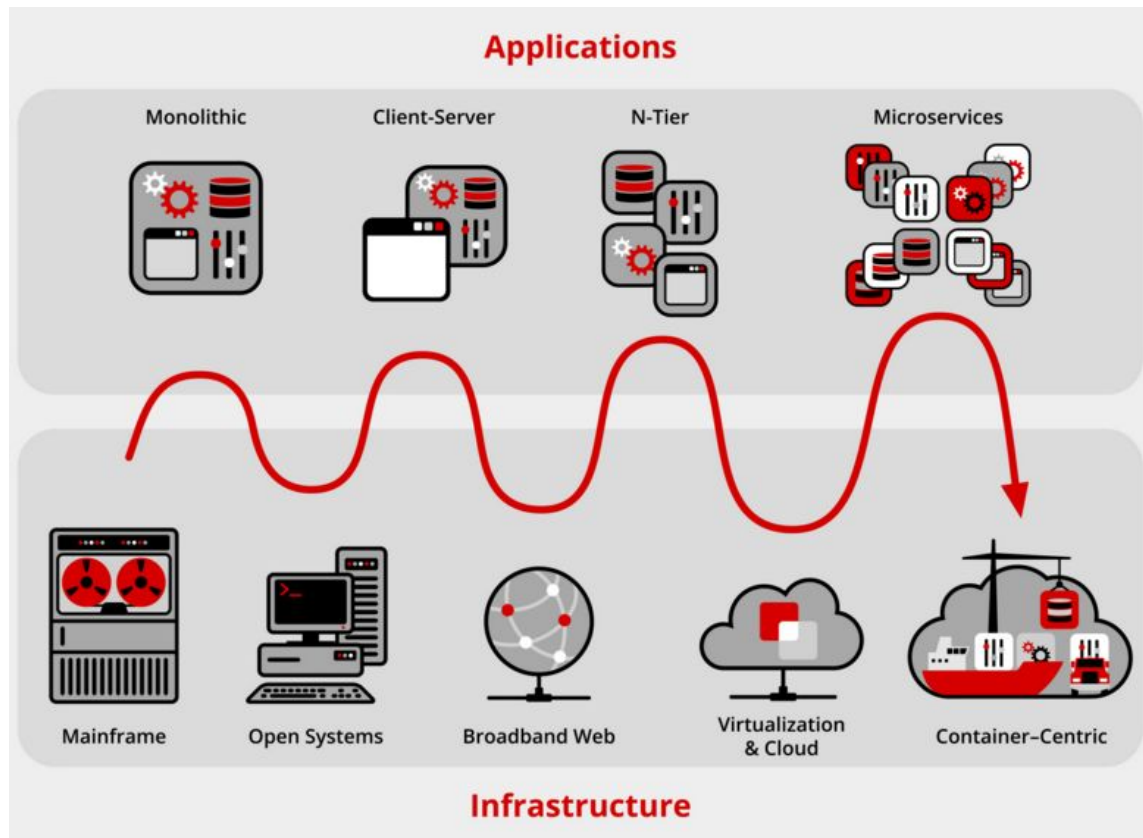 Applications
Monolithic
Client-Server
N-Tier
Microservices
>_
Mainframe
Open Systems
Broadband Web
Virtualization
& Cloud
Container–Centric
Infrastructure